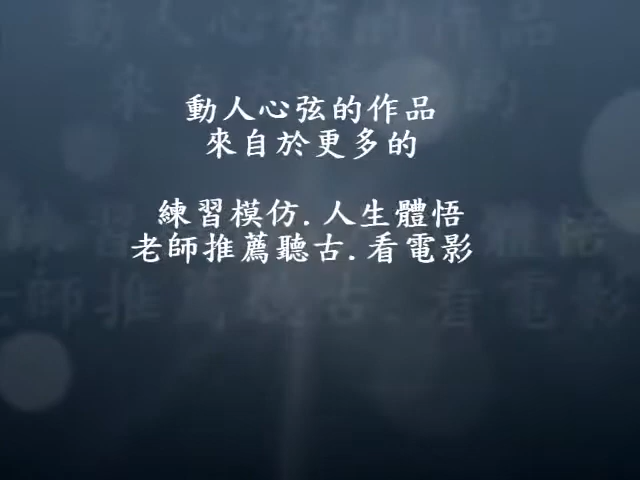 動人心弦的作品
來自於更多的
練習模仿.人生體悟
老師推薦聽古.看電影